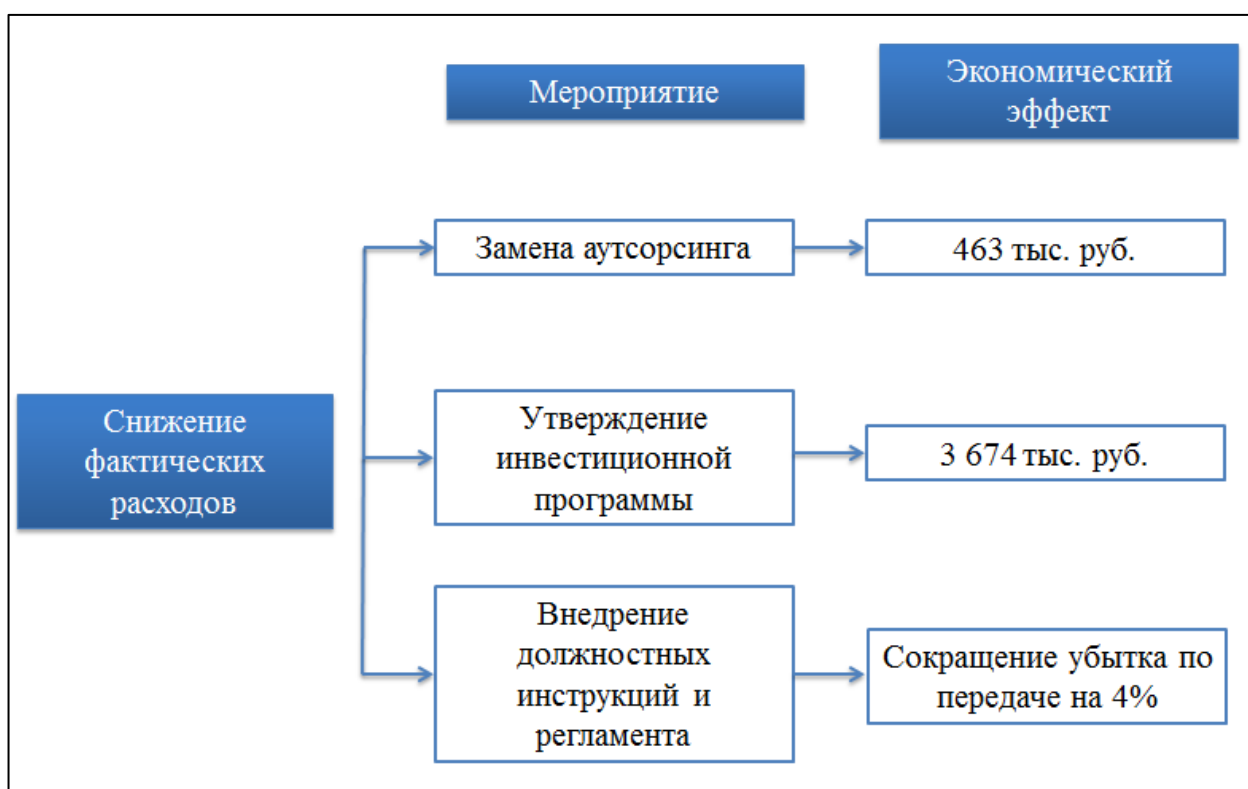 Мероприятие
Экономический
эффект
Замена аутсорсинга
463 тыс. руб.
Снижение
фактических
расходов
Утверждение
инвестиционной
программы
3 674 тыс. руб.
Внедрение
должностных
инструкций и
регламента
Сокращение убытка по
передаче на 4%